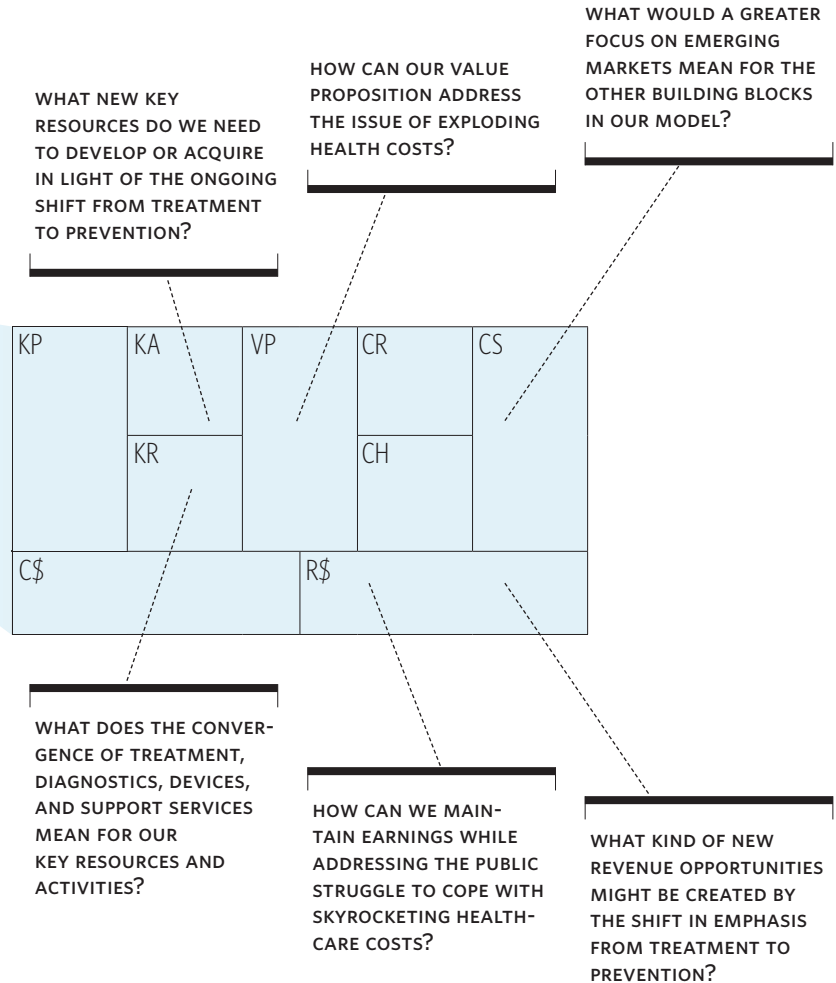 WHAT NEW KEY
RESOURCES DO WE NEED
TO DEVELOP OR ACQUIRE
IN LIGHT OF THE ONGOING
SHIFT FROM TREATMENT
TO PREVENTION?
HOW CAN OUR VALUE
PROPOSITION ADDRESS
THE ISSUE OF EXPLODING
HEALTH COSTS?
WHAT WOULD A GREATER
FOCUS ON EMERGING
MARKETS MEAN FOR THE
OTHER BUILDING BLOCKS
IN OUR MODEL?
KP
KA
VP
CR
CS
KR
CH
C$
R$
WHAT DOES THE CONVER-
GENCE OF TREATMENT,
DIAGNOSTICS, DEVICES,
AND SUPPORT SERVICES
MEAN FOR OUR
KEY RESOURCES AND
ACTIVITIES?
HOW CAN WE MAIN-
TAIN EARNINGS WHILE
ADDRESSING THE PUBLIC
STRUGGLE TO COPE WITH
SKYROCKETING HEALTH-
CARE COSTS?
WHAT KIND OF NEW
REVENUE OPPORTUNITIES
MIGHT BE CREATED BY
THE SHIFT IN EMPHASIS
FROM TREATMENT TO
PREVENTION?